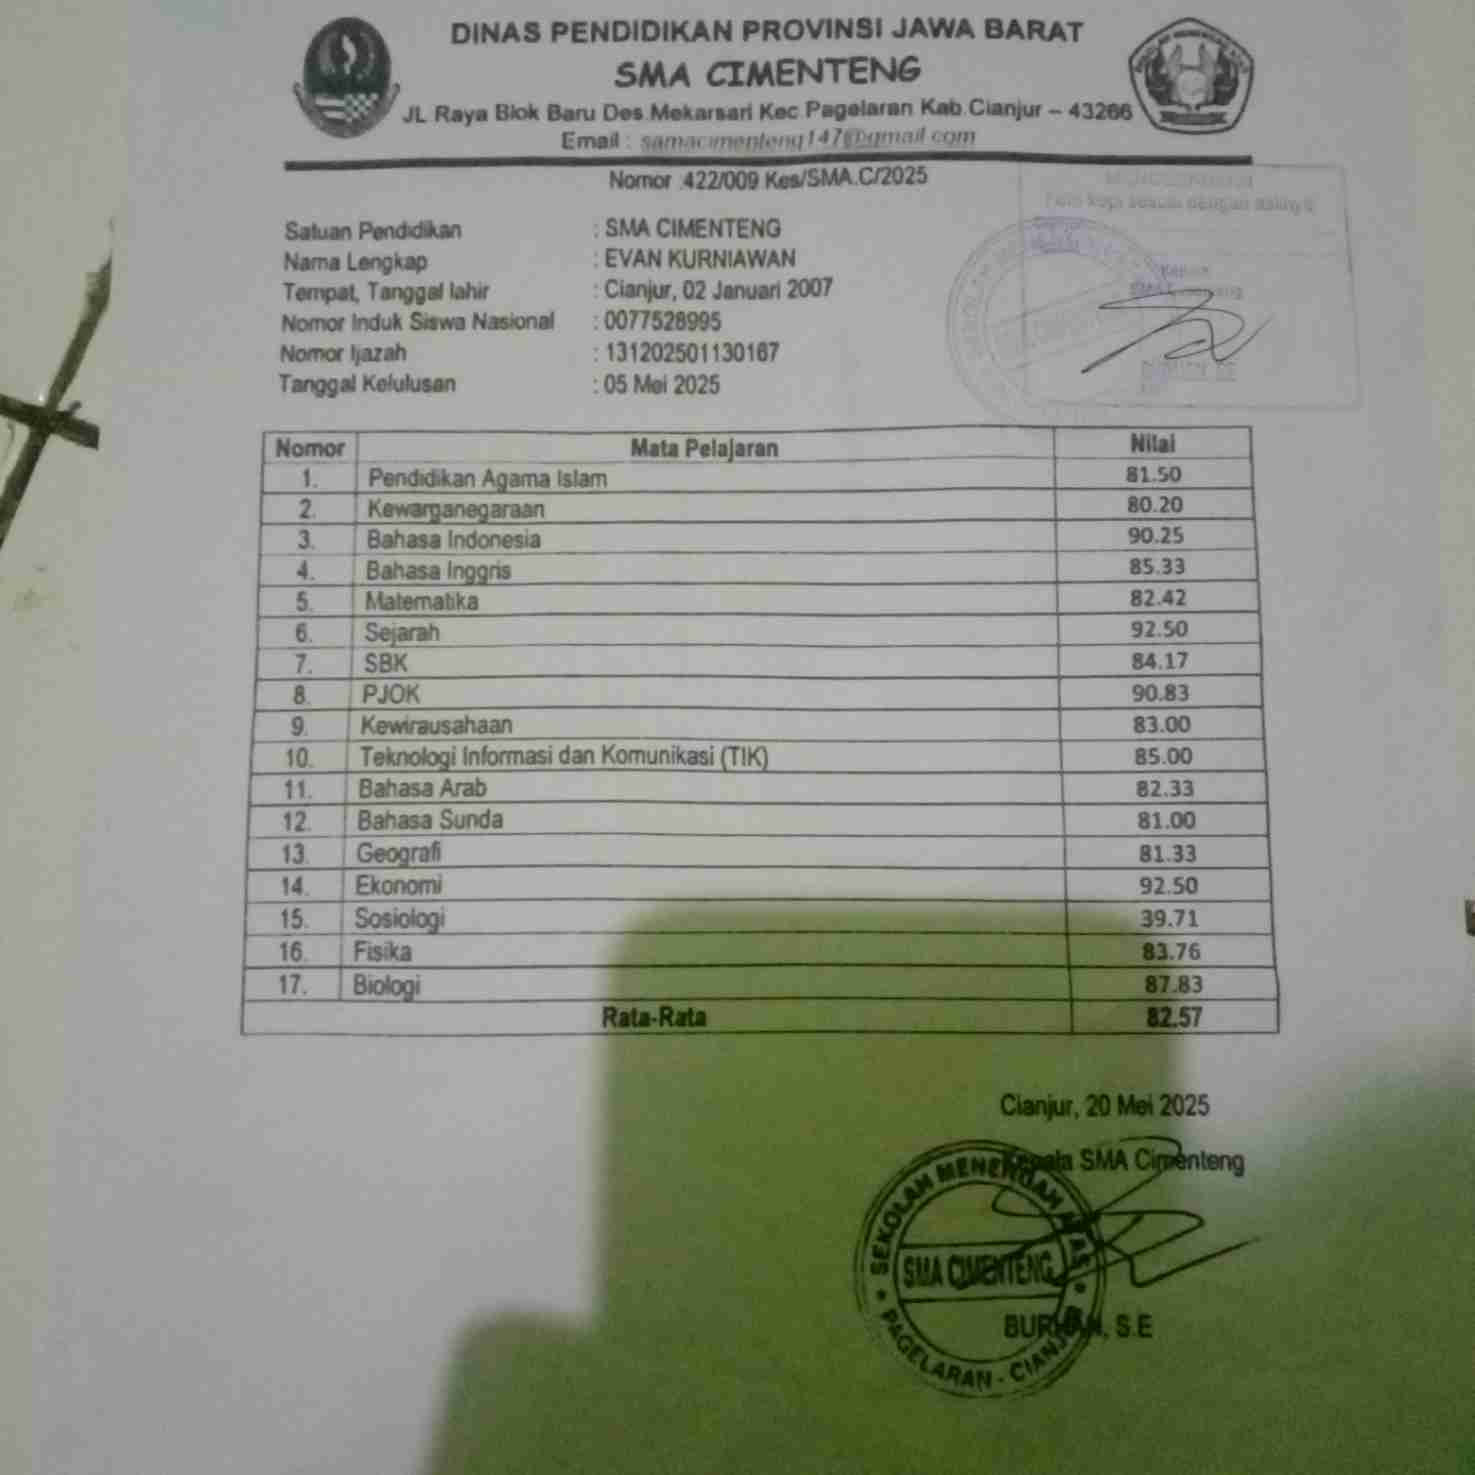 DINAS PENDIDIKAN PROVINSI JAWA BARAT
SMA CIMENTENG
JL Raya Blok Baru Des.Mekarsari Kec.Pagelaran Kab.Cianjur – 43266
Email : samacimenteng147@gmail.com
Nomor :422/009 Kes/SMA.C/2025
Foto kopi sesuai dengan aslinya
Satuan Pendidikan : SMA CIMENTENG
Nama Lengkap : EVAN KURNIAWAN
Tempat, Tanggal lahir : Cianjur, 02 Januari 2007
Nomor Induk Siswa Nasional : 0077528995
Nomor Ijazah : 131202501130167
Tanggal Kelulusan : 05 Mei 2025
Nomor Mata Pelajaran Nilai
1. Pendidikan Agama Islam 81.50
2. Kewarganegaraan 80.20
3. Bahasa Indonesia 90.25
4. Bahasa Inggris 85.33
5. Matematika 82.42
6. Sejarah 92.50
7. SBK 84.17
8. PJOK 90.83
9. Kewirausahaan 83.00
10. Teknologi Informasi dan Komunikasi (TIK) 85.00
11. Bahasa Arab 82.33
12. Bahasa Sunda 81.00
13. Geografi 81.33
14. Ekonomi 92.50
15. Sosiologi 39.71
16. Fisika 83.76
17. Biologi 87.83
Rata-Rata 82.57
Cianjur, 20 Mei 2025
Kepala SMA Cimenteng
SEKOLAH MENENGAH ATAS
SMA CIMENTENG
PAGELARAN - CIANJUR
BURHAN, S.E